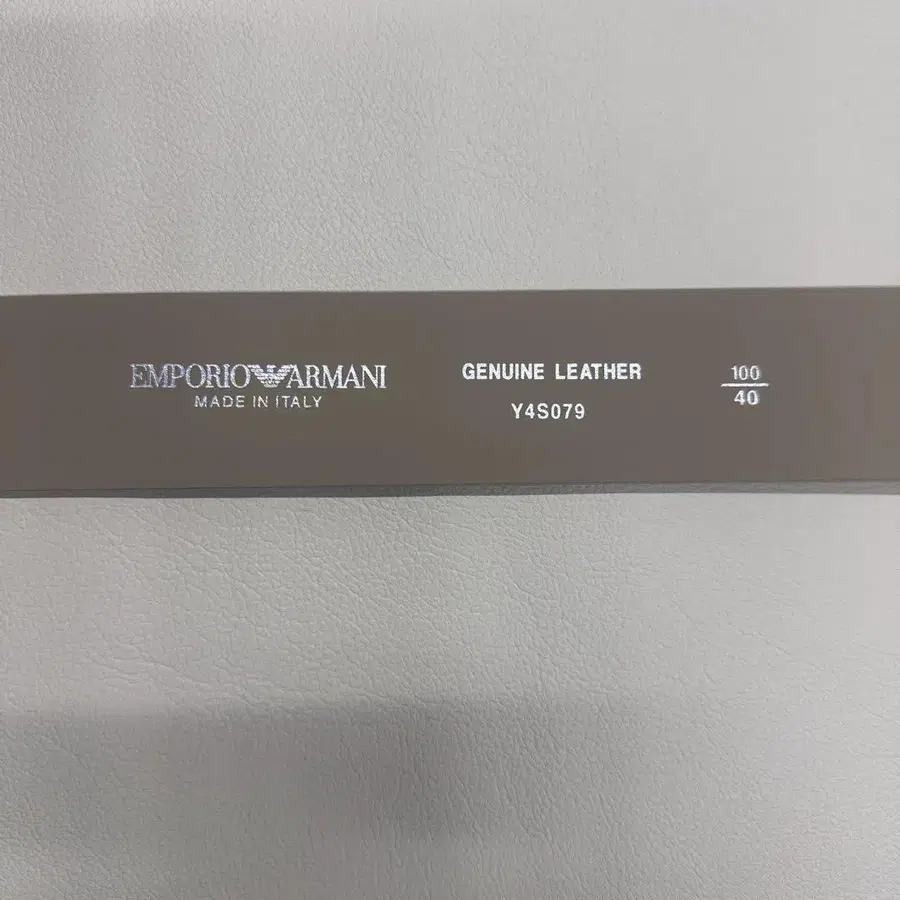 EMPORIO ARMANI
MADE IN ITALY
GENUINE LEATHER
Y4S079
100
40